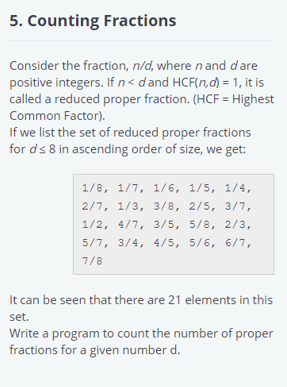 5. Counting Fractions
Consider the fraction, n/d, where n and d are
positive integers. If n < d and HCF(n,d) = 1, it is
called a reduced proper fraction. (HCF = Highest
Common Factor).
If we list the set of reduced proper fractions
for d ≤ 8 in ascending order of size, we get:
1/8, 1/7, 1/6, 1/5, 1/4,
2/7, 1/3, 3/8, 2/5, 3/7,
1/2, 4/7, 3/5, 5/8, 2/3,
5/7, 3/4, 4/5, 5/6, 6/7,
7/8
It can be seen that there are 21 elements in this
set.
Write a program to count the number of proper
fractions for a given number d.